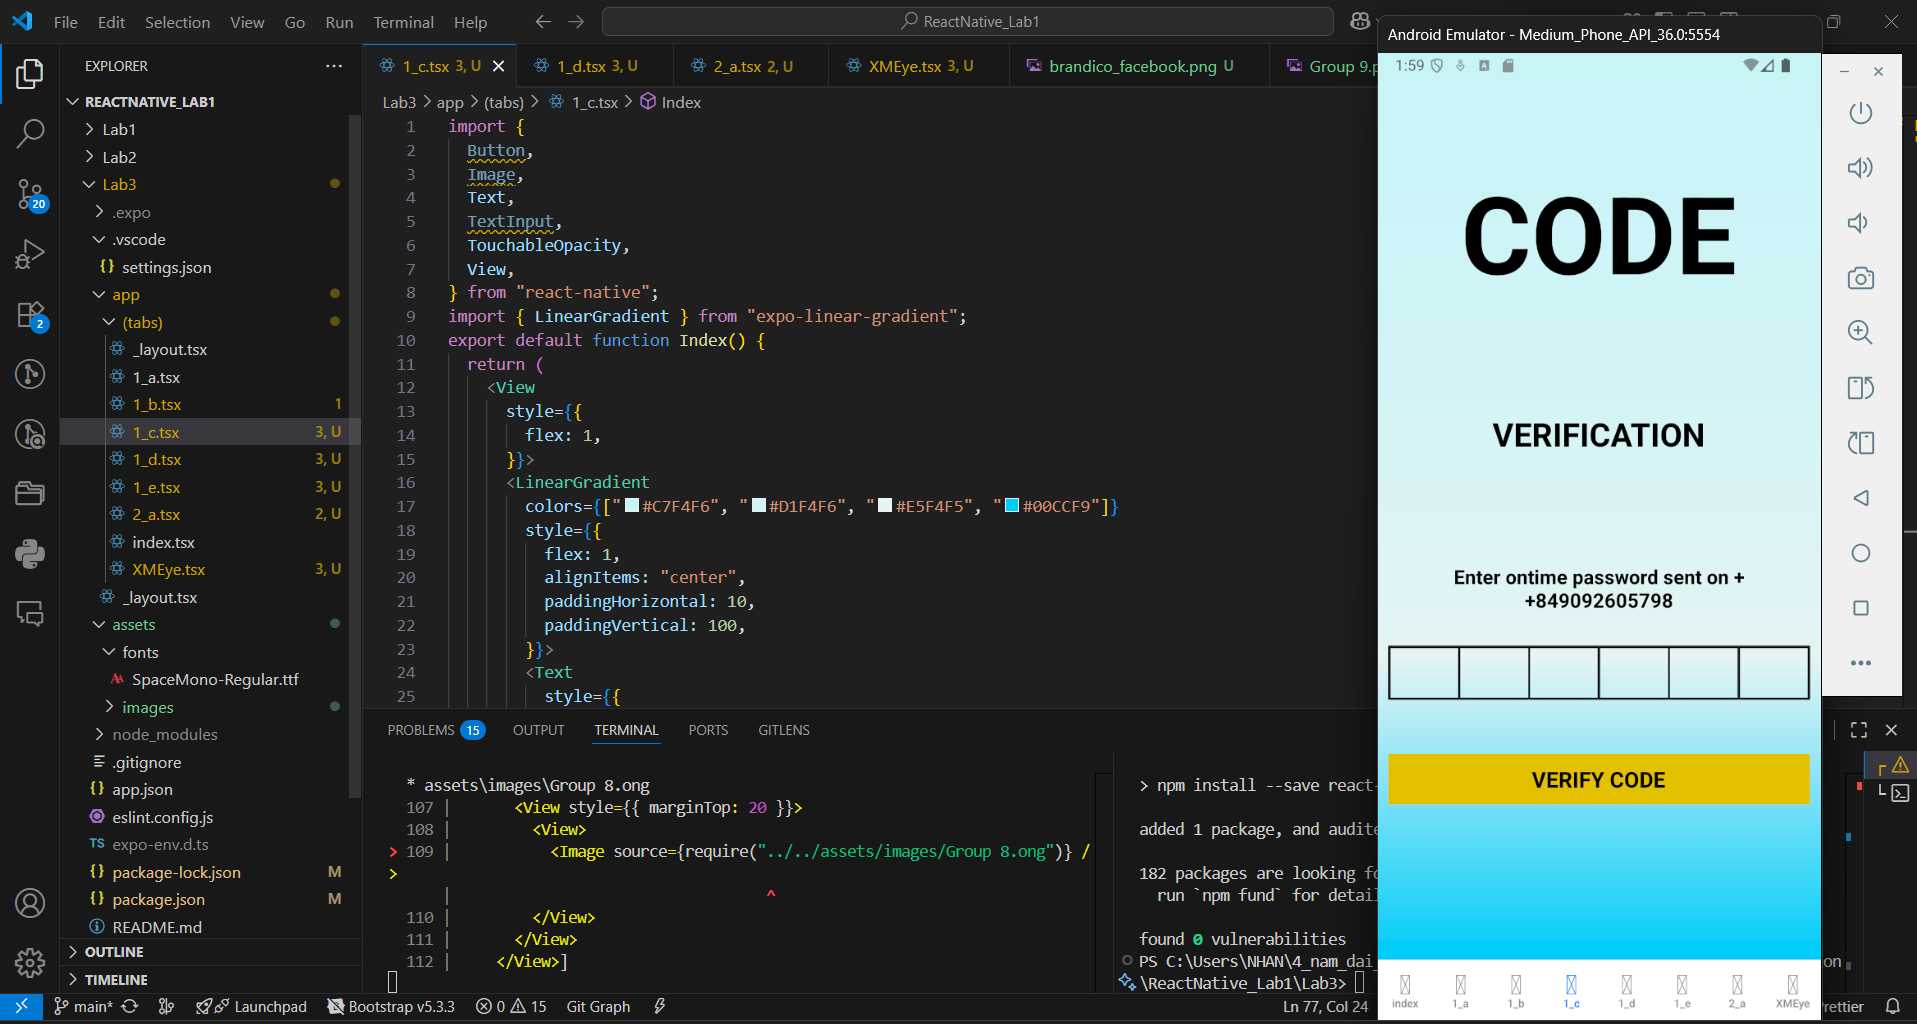 File Edit Selection View Go Run Terminal Help
ReactNative_Lab1
EXPLORER
REACTNATIVE_LAB1
Lab1
Lab2
Lab3
.expo
.vscode
{} settings.json
app
(tabs)
_layout.tsx
1_a.tsx
1_b.tsx 1
1_c.tsx 3, U
1_d.tsx 3, U
1_e.tsx 3, U
2_a.tsx 2, U
index.tsx
XMEye.tsx 3, U
_layout.tsx
assets
fonts
SpaceMono-Regular.ttf
images
node_modules
.gitignore
{} app.json
eslint.config.js
TS expo-env.d.ts
{} package-lock.json M
{} package.json M
README.md
OUTLINE
TIMELINE
20
2
1_c.tsx 3, U
1_d.tsx 3, U
2_a.tsx 2, U
XMEye.tsx 3, U
brandico_facebook.png U
Group 9.p
Lab3 > app > (tabs) > 1_c.tsx > Index
1 import {
2 Button,
3 Image,
4 Text,
5 TextInput,
6 TouchableOpacity,
7 View,
8 } from "react-native";
9 import { LinearGradient } from "expo-linear-gradient";
10 export default function Index() {
11 return (
12 <View
13 style={{
14 flex: 1,
15 }}>
16 <LinearGradient
17 colors={["#C7F4F6", "#D1F4F6", "#E5F4F5", "#00CCF9"]}
18 style={{
19 flex: 1,
20 alignItems: "center",
21 paddingHorizontal: 10,
22 paddingVertical: 100,
23 }}>
24 <Text
25 style={{
PROBLEMS 15 OUTPUT TERMINAL PORTS GITLENS
* assets\images\Group 8.ong
107 | <View style={{ marginTop: 20 }}>
108 | <View>
> 109 | <Image source={require("../../assets/images/Group 8.ong")} /
>
| ^
110 | </View>
111 | </View>
112 | </View>]
> npm install --save react-
added 1 package, and audite
182 packages are looking fo
run `npm fund` for detail
found 0 vulnerabilities
PS C:\Users\NHAN\4_nam_dai_
\ReactNative_Lab1\Lab3>
on
Android Emulator - Medium_Phone_API_36.0:5554
1:59
CODE
VERIFICATION
Enter ontime password sent on +
+849092605798
VERIFY CODE
index 1_a 1_b 1_c 1_d 1_e 2_a XMEye
main* Launchpad Bootstrap v5.3.3 0 15 Git Graph Ln 77, Col 24 rettier